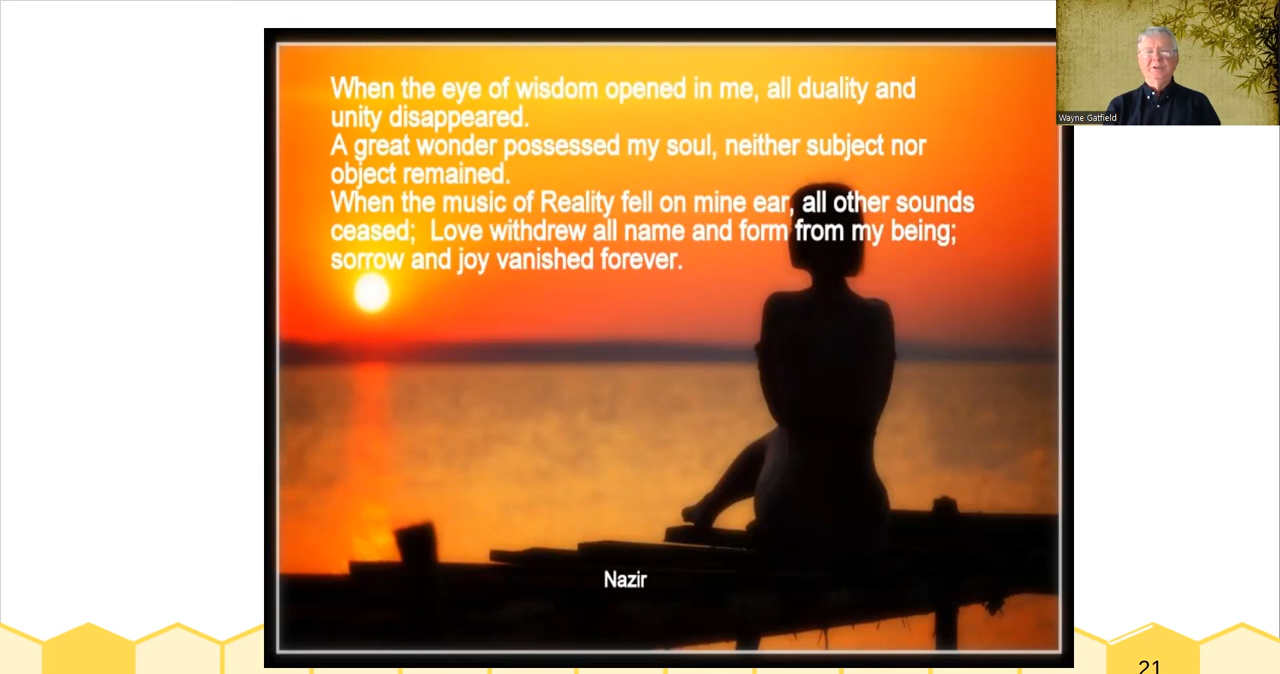 When the eye of wisdom opened in me, all duality and
unity disappeared.
A great wonder possessed my soul, neither subject nor
object remained.
When the music of Reality fell on mine ear, all other sounds
ceased;  Love withdrew all name and form from my being;
sorrow and joy vanished forever.
Nazir
Wayne Gatfield
21